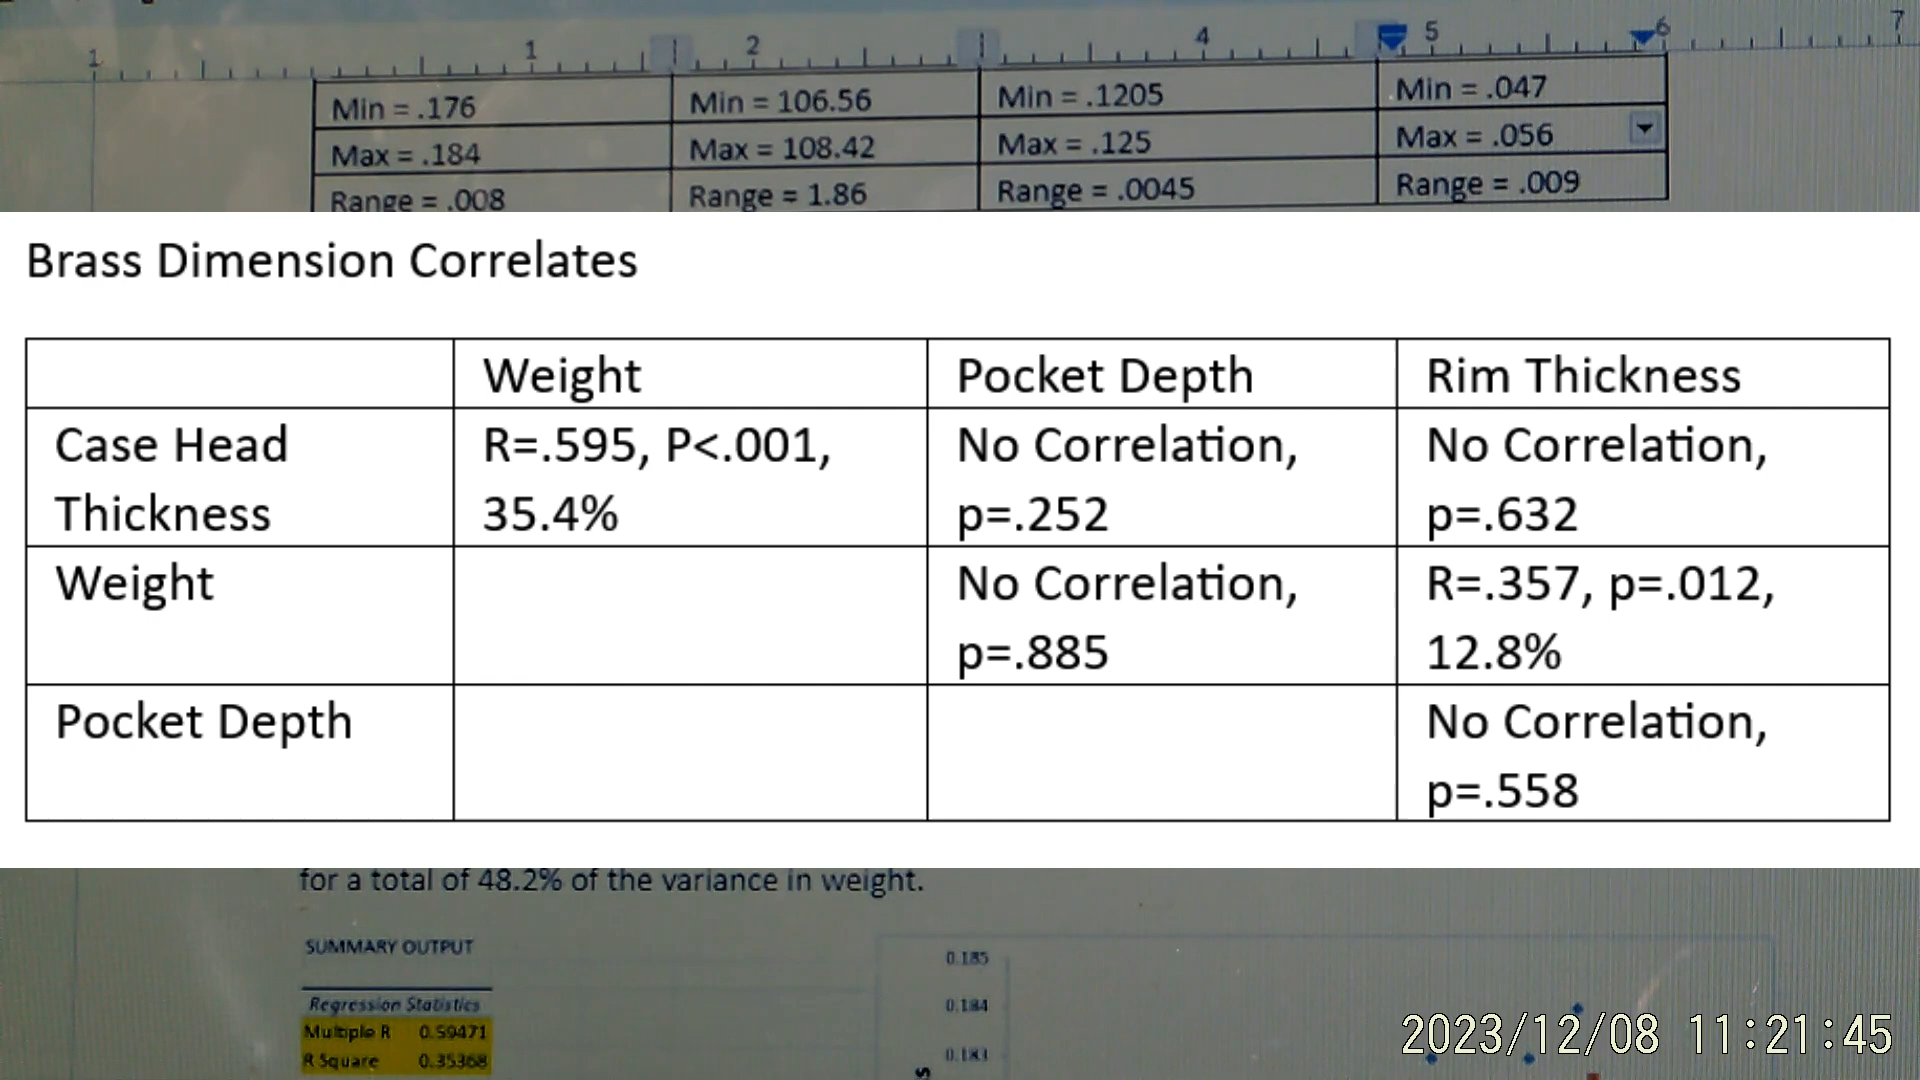 1 1 2 4 5 6 7
Min = .176 Min = 106.56 Min = .1205 Min = .047
Max = .184 Max = 108.42 Max = .125 Max = .056
Range = .008 Range = 1.86 Range = .0045 Range = .009
Brass Dimension Correlates
Weight Pocket Depth Rim Thickness
Case Head R=.595, P<.001, No Correlation, No Correlation,
Thickness 35.4% p=.252 p=.632
Weight No Correlation, R=.357, p=.012,
p=.885 12.8%
Pocket Depth No Correlation,
p=.558
for a total of 48.2% of the variance in weight.
SUMMARY OUTPUT
0.185
Regression Statistics 0.184
Multiple R 0.59471
R Square 0.35368 0.183
2023/12/08 11:21:45